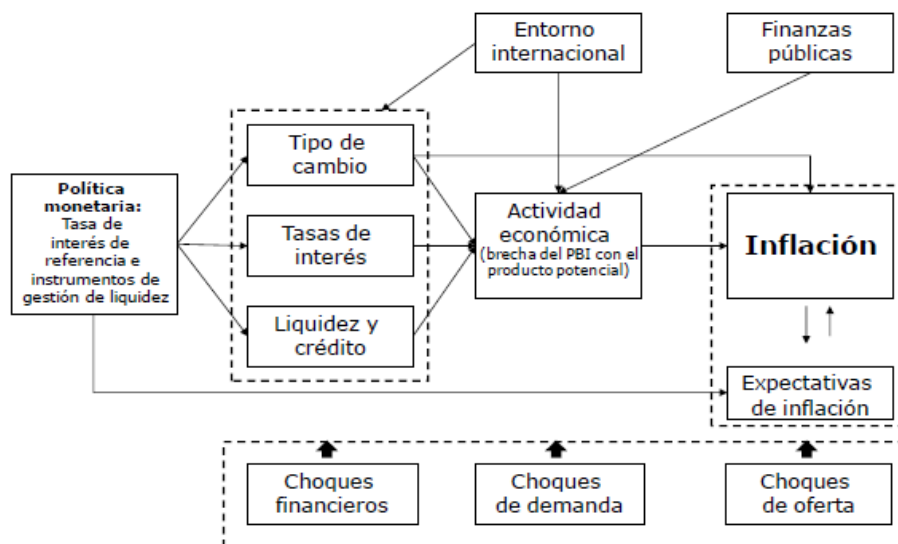 Entorno
internacional
Finanzas
públicas
Tipo de
cambio
Política
monetaria:
Tasa de
interés de
referencia e
instrumentos de
gestión de liquidez
Tasas de
interés
Liquidez y
crédito
Actividad
económica
(brecha del PBI con el
producto potencial)
Inflación
Expectativas
de inflación
Choques
financieros
Choques
de demanda
Choques
de oferta